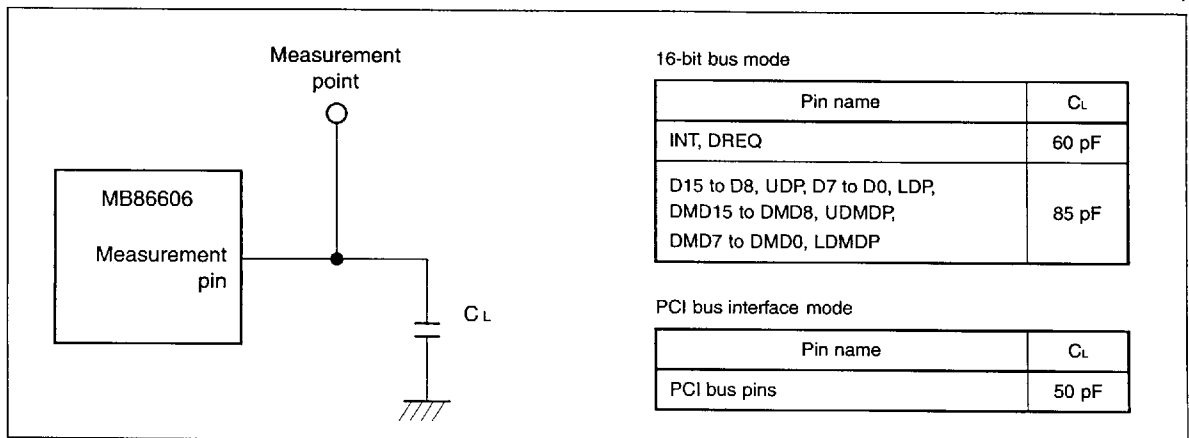 Measurement
point
MB86606
Measurement
pin
CL
16-bit bus mode
Pin name CL
INT, DREQ 60 pF
D15 to D8, UDP, D7 to D0, LDP,
DMD15 to DMD8, UDMDP, 85 pF
DMD7 to DMD0, LDMDP
PCI bus interface mode
Pin name CL
PCI bus pins 50 pF